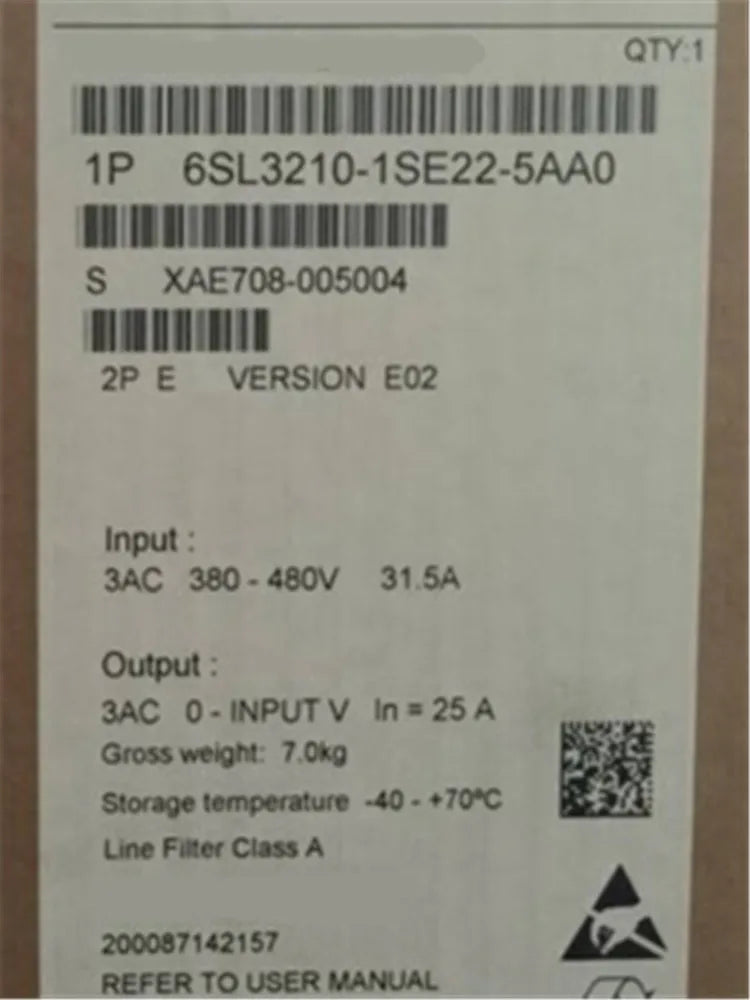 QTY:1
1P 6SL3210-1SE22-5AA0
S XAE708-005004
2P E VERSION E02
Input :
3AC 380 - 480V 31.5A
Output :
3AC 0 - INPUT V In = 25 A
Gross weight: 7.0kg
Storage temperature -40 - +70ºC
Line Filter Class A
200087142157
REFER TO USER MANUAL